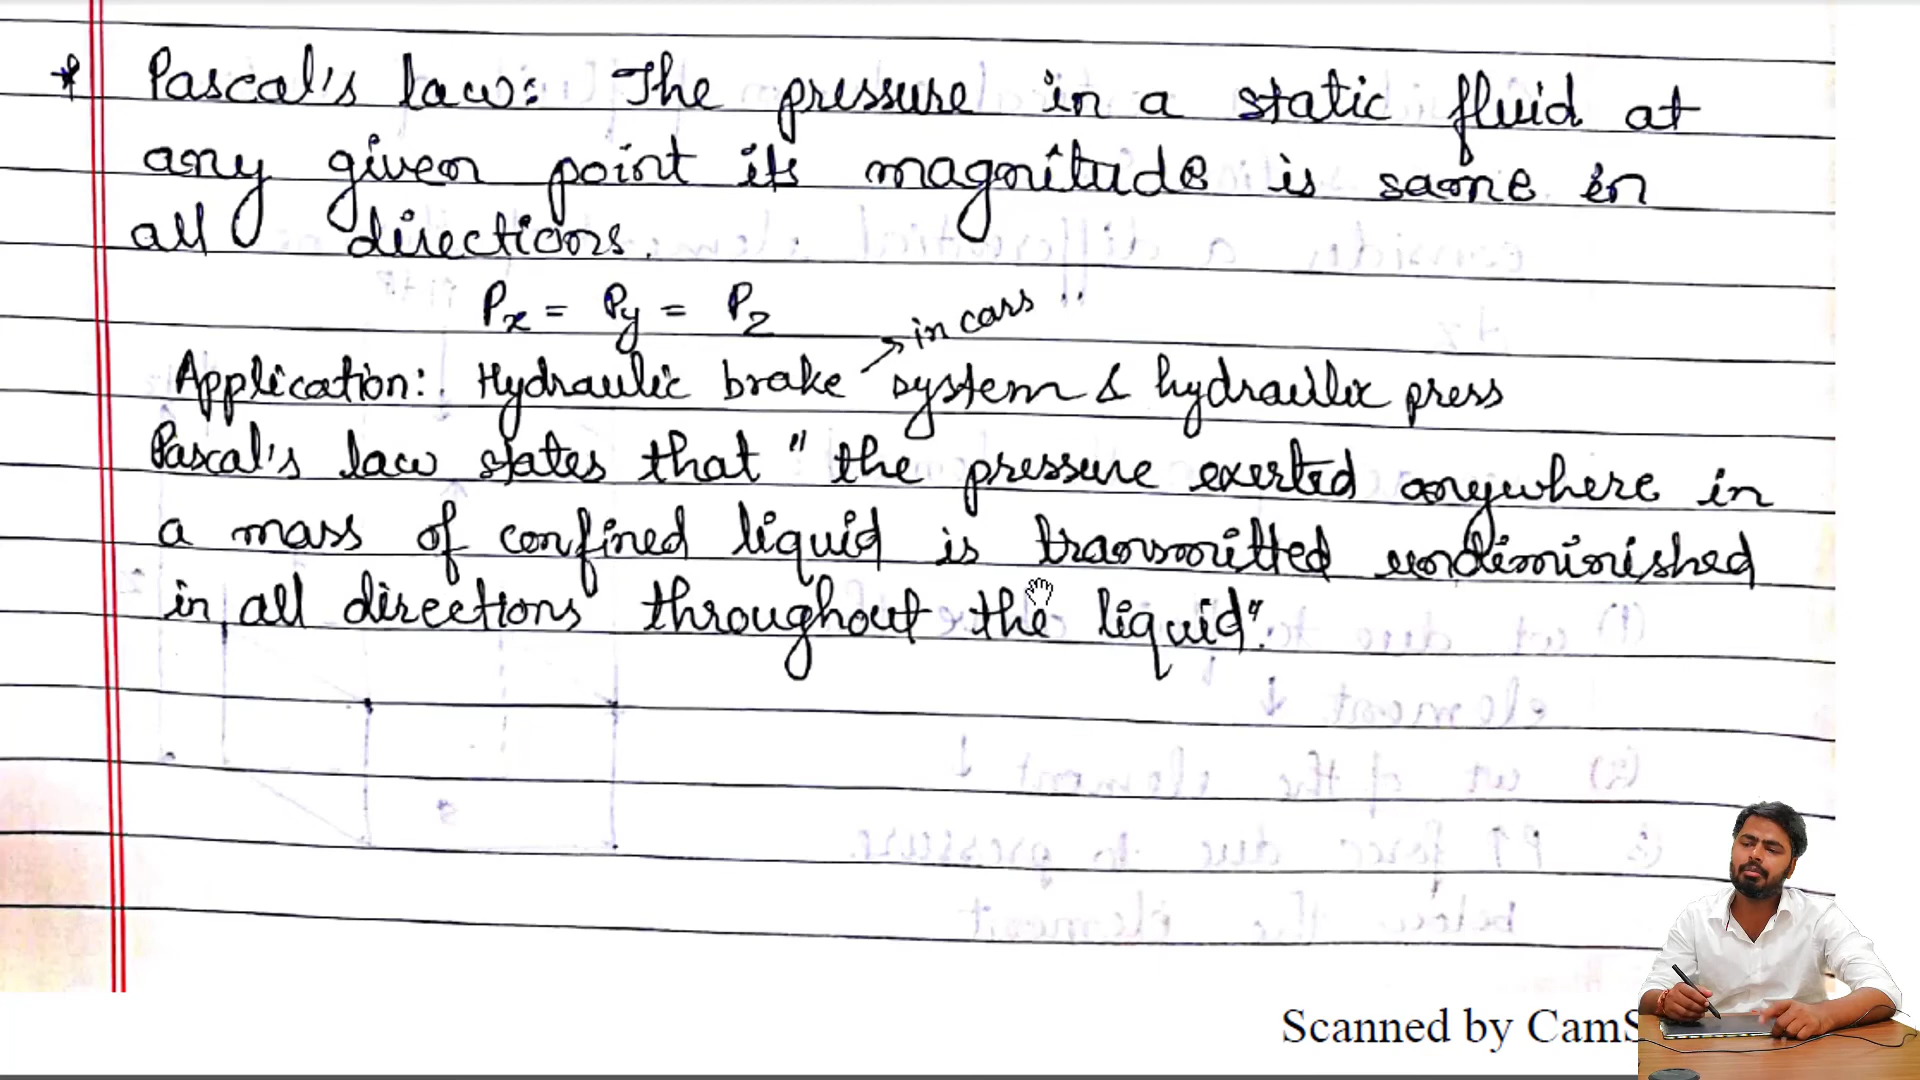 * Pascal's law: The pressure in a static fluid at
any given point its magnitude is same in
all directions.
Px = Py = Pz
in cars
Application: Hydraulic brake system & hydraulic press
Pascal's law states that "the pressure exerted anywhere in
a mass of confined liquid is transmitted undiminished
in all directions throughout the liquid".
Scanned by CamS